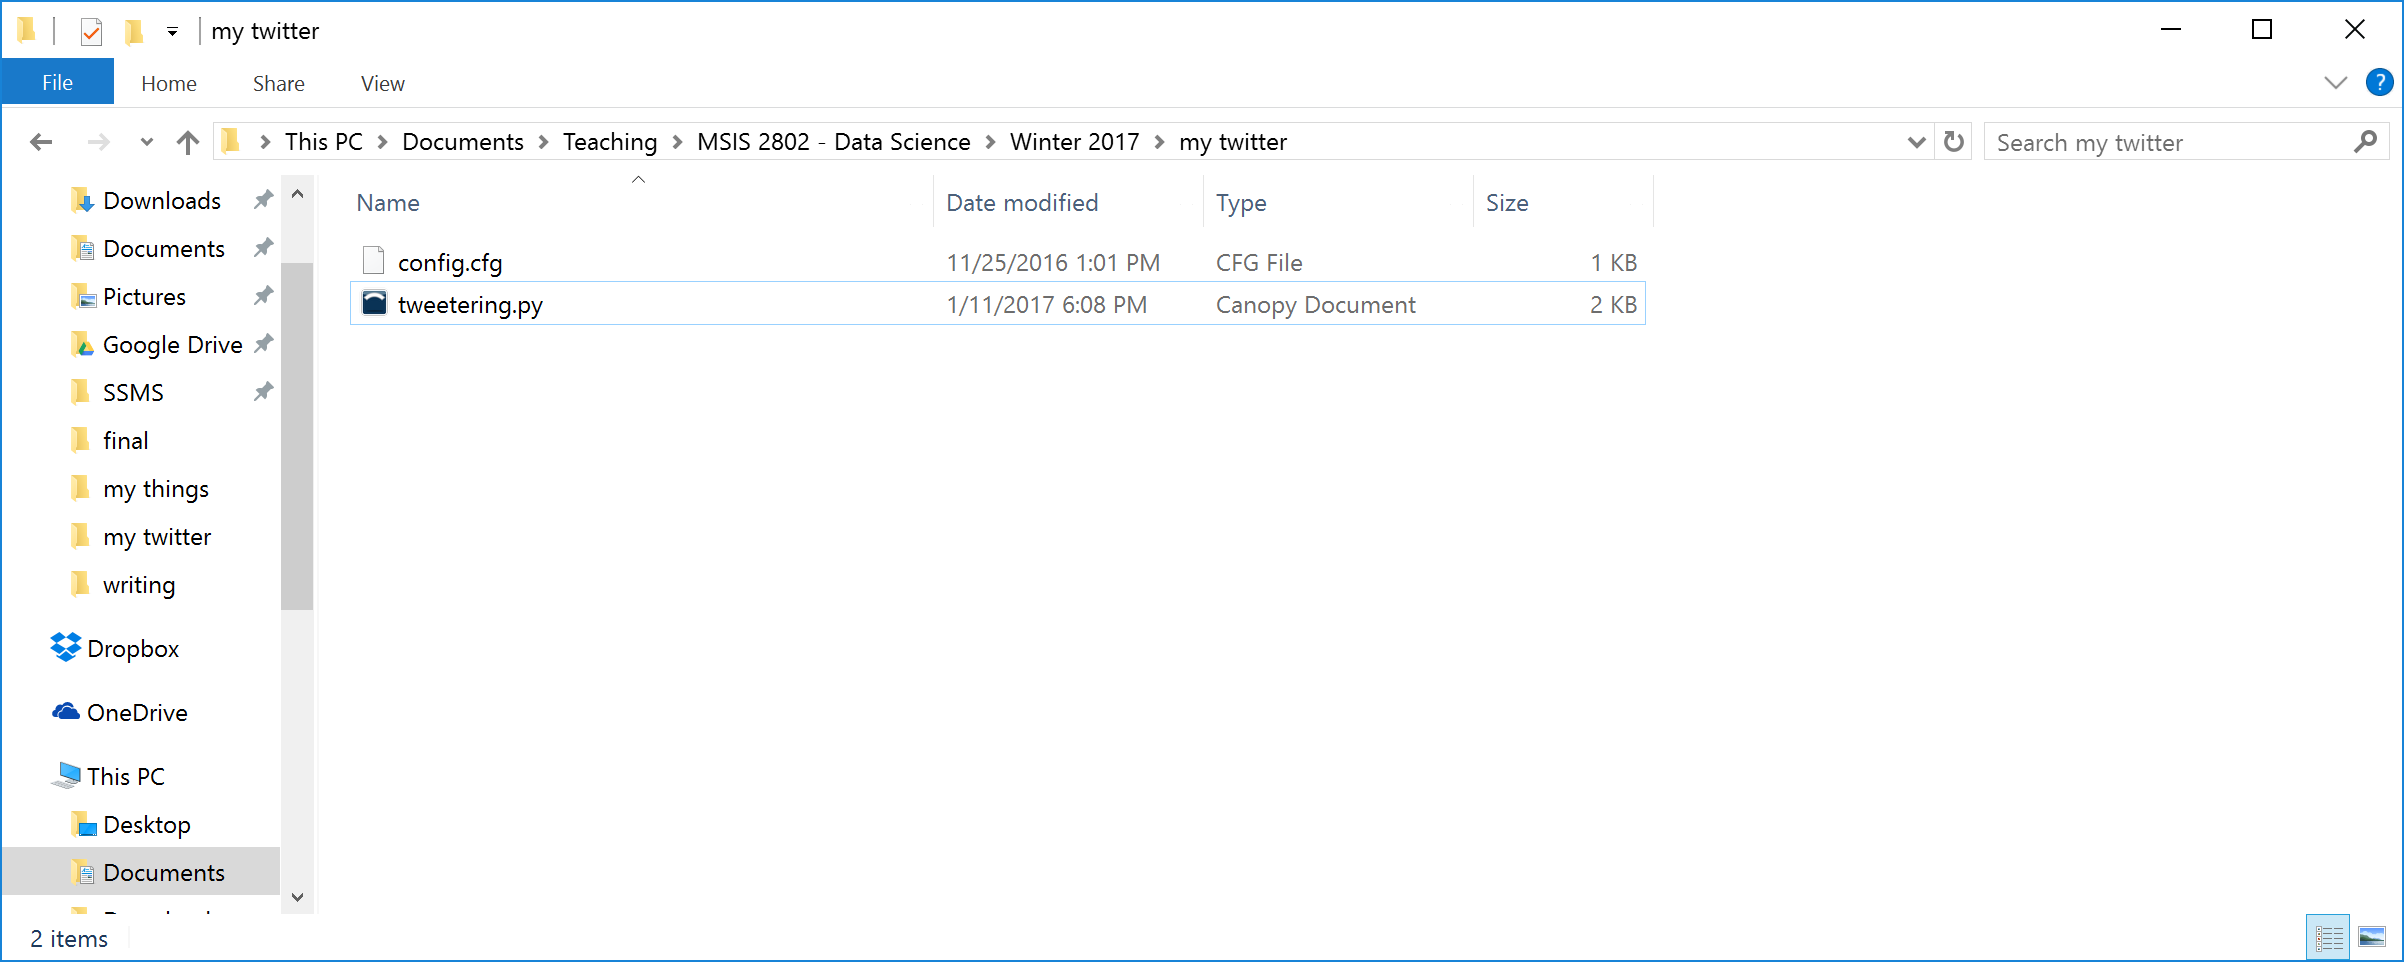 my twitter
File Home Share View
?
This PC Documents Teaching MSIS 2802 - Data Science Winter 2017 my twitter Search my twitter
Downloads
Documents
Pictures
Google Drive
SSMS
final
my things
my twitter
writing
Dropbox
OneDrive
This PC
Desktop
Documents
Name Date modified Type Size
config.cfg 11/25/2016 1:01 PM CFG File 1 KB
tweetering.py 1/11/2017 6:08 PM Canopy Document 2 KB
2 items